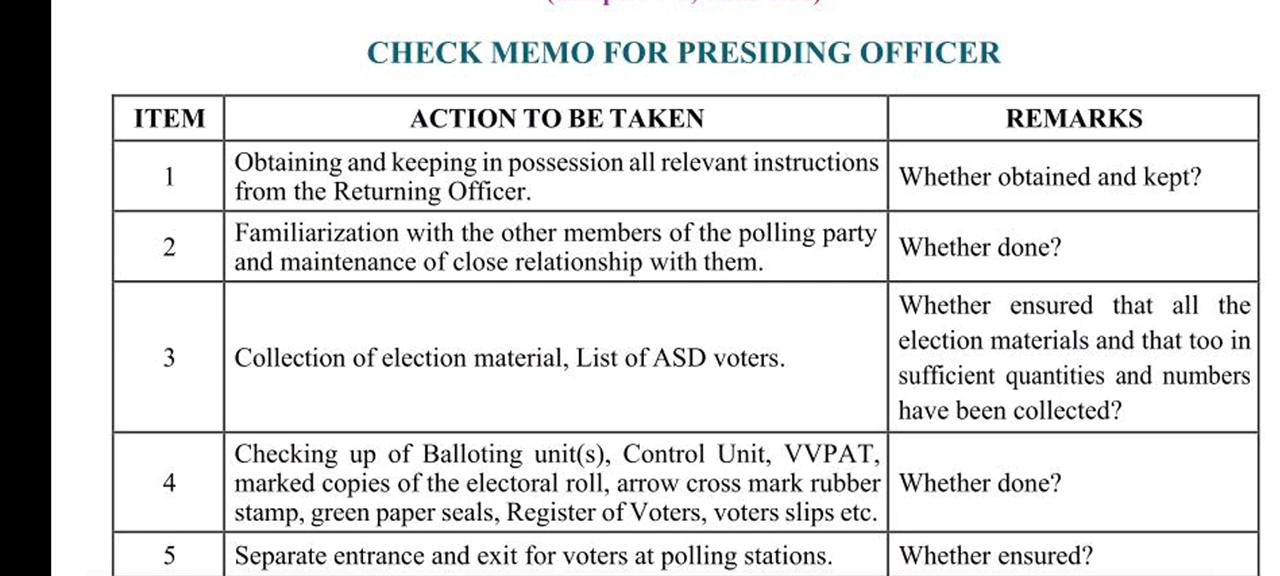 CHECK MEMO FOR PRESIDING OFFICER
ITEM ACTION TO BE TAKEN REMARKS
1 Obtaining and keeping in possession all relevant instructions from the Returning Officer. Whether obtained and kept?
2 Familiarization with the other members of the polling party and maintenance of close relationship with them. Whether done?
3 Collection of election material, List of ASD voters. Whether ensured that all the election materials and that too in sufficient quantities and numbers have been collected?
4 Checking up of Balloting unit(s), Control Unit, VVPAT, marked copies of the electoral roll, arrow cross mark rubber stamp, green paper seals, Register of Voters, voters slips etc. Whether done?
5 Separate entrance and exit for voters at polling stations. Whether ensured?